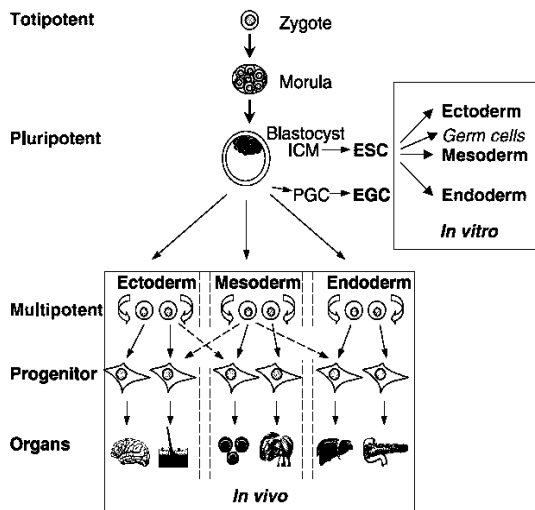 Totipotent
Zygote
Morula
Pluripotent
Blastocyst
ICM
ESC
PGC
EGC
Ectoderm
Germ cells
Mesoderm
Endoderm
In vitro
Ectoderm
Mesoderm
Endoderm
Multipotent
Progenitor
Organs
In vivo